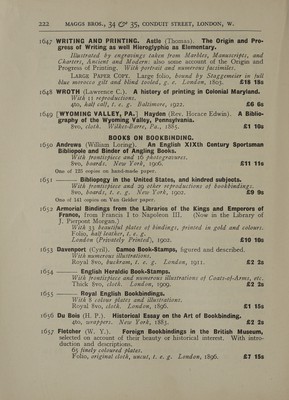 222 MAGGS BROS., 34 & 35, CONDUIT STREET, LONDON, W.
1647 WRITING AND PRINTING. Astle (Thomas). The Origin and Pro-
gress of Writing as well Hieroglyphic as Elementary.
Illustrated by engravings taken from Marbles, Manuscripts, and
Charters, Ancient and Modern: also some account of the Origin and
Progress of Printing. With portrait and numerous facsimiles.
LARGE PAPER COPY. Large folio, bound by Staggemeier in full
blue morocco gilt and blind tooled, g. e. London, 1803. £18 18s
1648 WROTH (Lawrence C.). A history of printing in Colonial Maryland.
With 11 reproductions.
4to, half calf, t. e. g. Baltimore, 1922. £6 6s
1649 [WYOMING VALLEY, PA.] Hayden (Rev. Horace Edwin). A Biblio-
graphy of the Wyoming Valley, Pennsylvania.
8vo, cloth. Wilkes-Barre, Pa., 1885. £1 10s
BOOKS ON BOOKBINDING.
1650 Andrews (William Loring). An English XIXth Century Sportsman
Bibliopole and Binder of Angling Books.
With frontispiece and 16 photogravures.
8vo, boards. New York, 1906. £11 11s
One of 125 copies on hand-made paper.
1651 ——— Bibliopegy in the United States, and kindred subjects.
With frontispiece and 29 other reproductions of bookbindings.
8vo, boards, t. e. g. New York, 1902. £9 9s
One of 141 copies on Van Gelder paper.
1652 Armorial Bindings from the Libraries of the Kings and Emperors of
France, from Francis I to Napoleon III. (Now in the Library of
J. Pierpont Morgan.)
With 33 beautiful plates of bindings, printed in gold and colours.
Folio, half leather, t. e. g.
London (Privately Printed), 1902. £10 10s
1653 Davenport (Cyril). Cameo Book-Stamps, figured and described.
With numerous illustrations.
Royal 8vo, buckram, t. e. g. London, 1911. £2 2s
1654 ——— English Heraldic Book-Stamps.
With frontispiece and numerous illustrations of Coats-of-Arms, etc.
Thick 8vo, cloth. London, 1909. £2 2s
1655 ——— Royal English Bookbindings.
With 8 colour plates and illustrations.
Royal 8vo, cloth. London, 1896. £1 15s
1656 Du Bois (H. P.). Historical Essay on the Art of Bookbinding.
4to, wrappers. New York, 1883. £2 2s
1657 Fletcher (W. Y.). Foreign Bookbindings in the British Museum,
selected on account of their beauty or historical interest. With intro-
duction and descriptions.
65 finely coloured plates.
Folio, original cloth, uncut, t. e. g. London, 1896. £7 15s